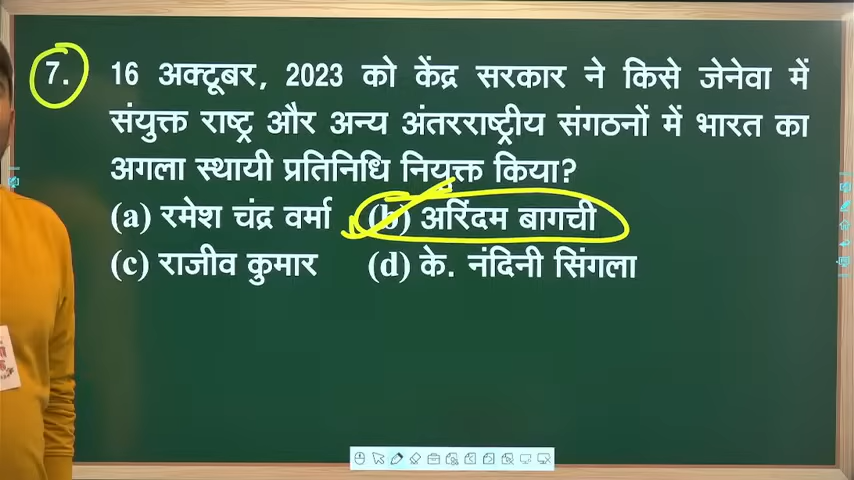 7. 16 अक्टूबर, 2023 को केंद्र सरकार ने किसे जेनेवा में
संयुक्त राष्ट्र और अन्य अंतरराष्ट्रीय संगठनों में भारत का
अगला स्थायी प्रतिनिधि नियुक्त किया?
(a) रमेश चंद्र वर्मा (b) अरिंदम बागची
(c) राजीव कुमार (d) के. नंदिनी सिंगला